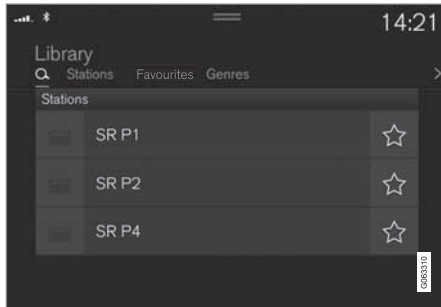 14:21
Library
Stations Favourites Genres
Stations
SR P1
SR P2
SR P4
G063310